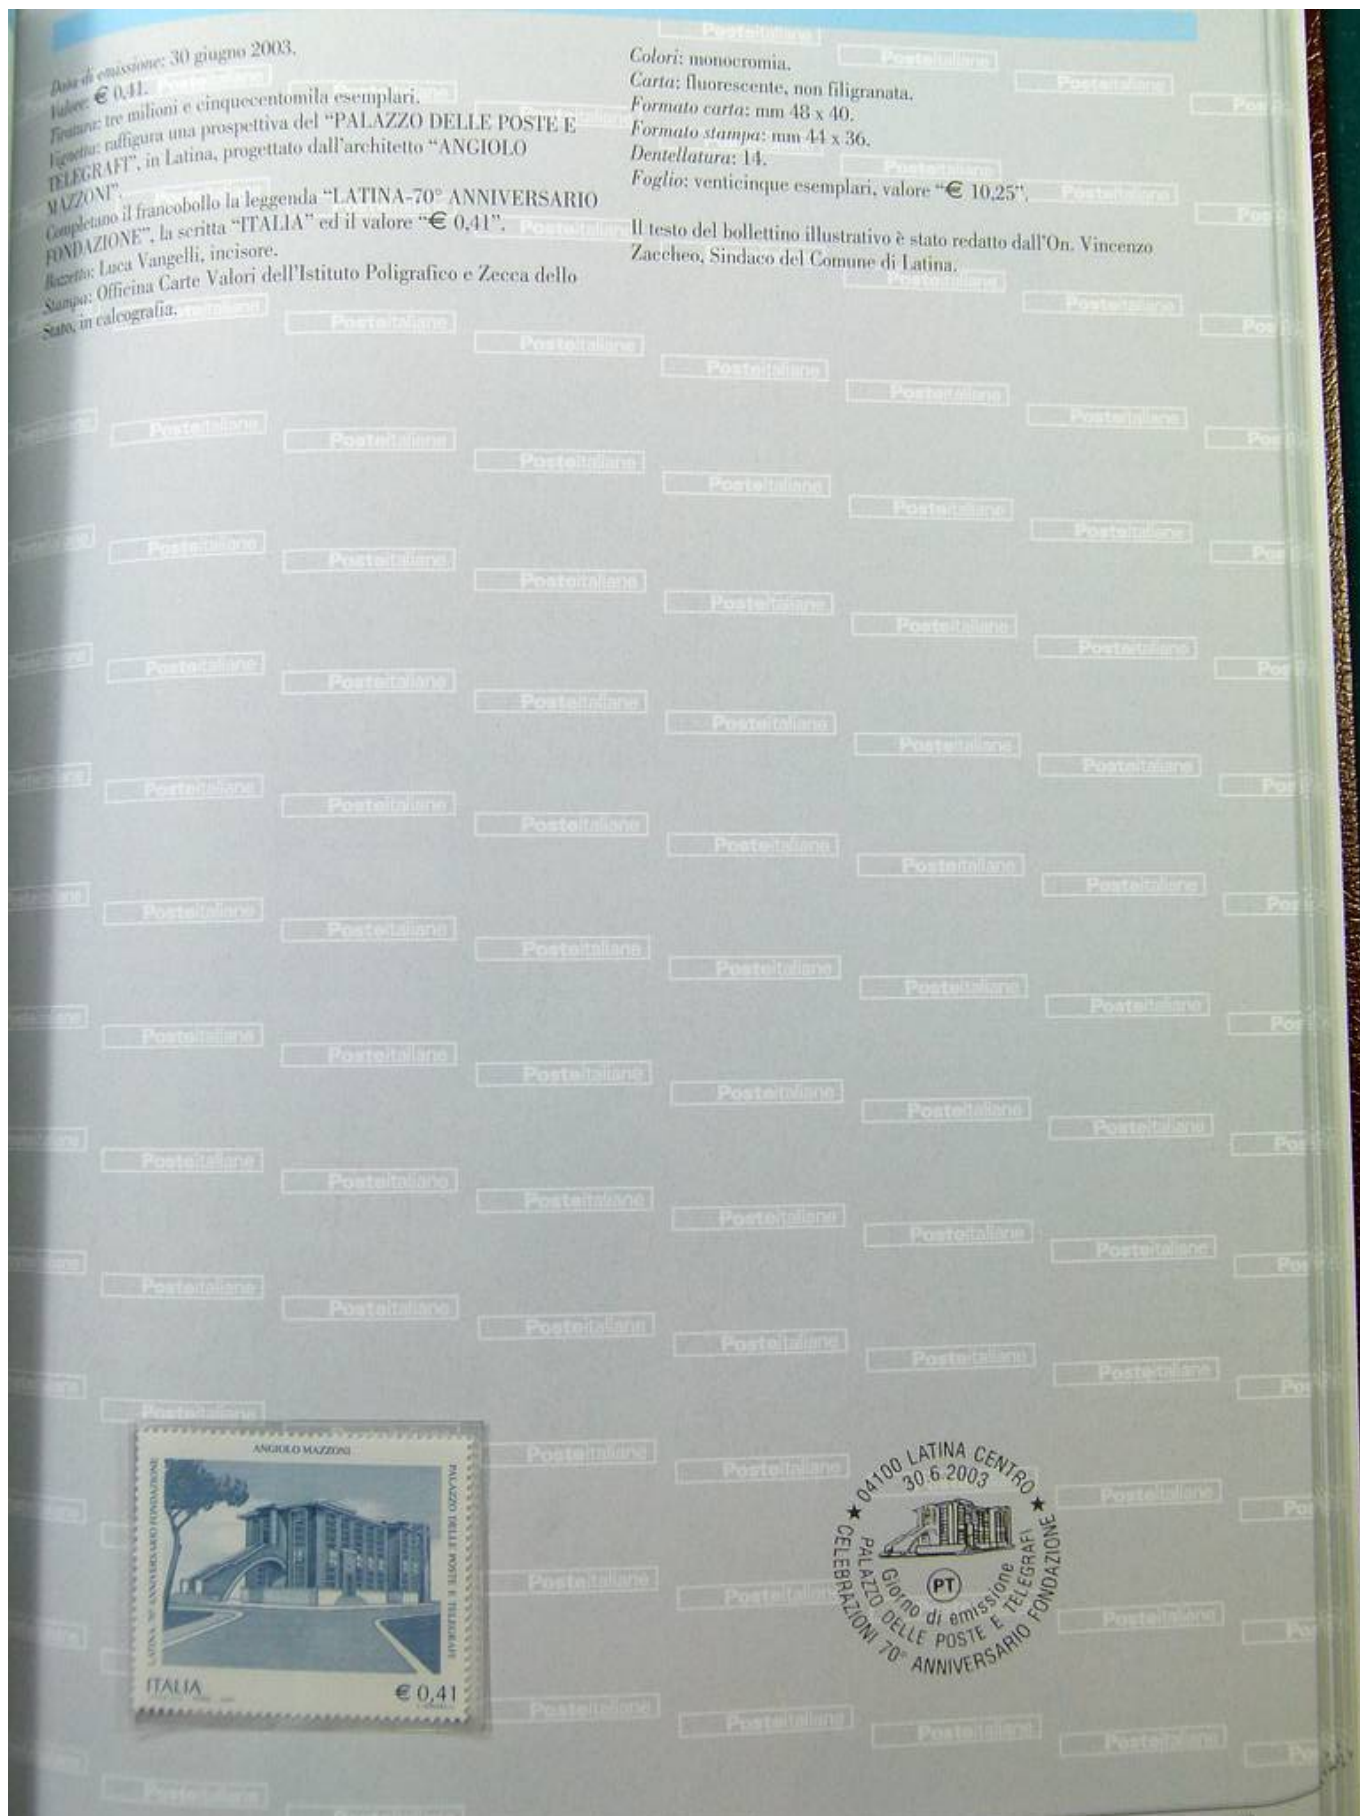 Data di emissione: 30 giugno 2003.
Valore: € 0,41.
Tiratura: tre milioni e cinquecentomila esemplari.
Vignetta: raffigura una prospettiva del “PALAZZO DELLE POSTE E
TELEGRAFI”, in Latina, progettato dall'architetto “ANGIOLO
MAZZONI”.
Completano il francobollo la leggenda “LATINA-70° ANNIVERSARIO
FONDAZIONE”, la scritta “ITALIA” ed il valore “€ 0,41”.
Bozzetto: Luca Vangelli, incisore.
Stampa: Officina Carte Valori dell'Istituto Poligrafico e Zecca dello
Stato, in calcografia.
Colori: monocromia.
Carta: fluorescente, non filigranata.
Formato carta: mm 48 x 40.
Formato stampa: mm 44 x 36.
Dentellatura: 14.
Foglio: venticinque esemplari, valore “€ 10,25”.
Il testo del bollettino illustrativo è stato redatto dall'On. Vincenzo
Zaccheo, Sindaco del Comune di Latina.
Posteitaliane
ANGIOLO MAZZONI
LATINA 70° ANNIVERSARIO FONDAZIONE
PALAZZO DELLE POSTE E TELEGRAFI
ITALIA
€ 0,41
★ 04100 LATINA CENTRO ★
30.6.2003
PT
Giorno di emissione
PALAZZO DELLE POSTE E TELEGRAFI
CELEBRAZIONI 70° ANNIVERSARIO FONDAZIONE